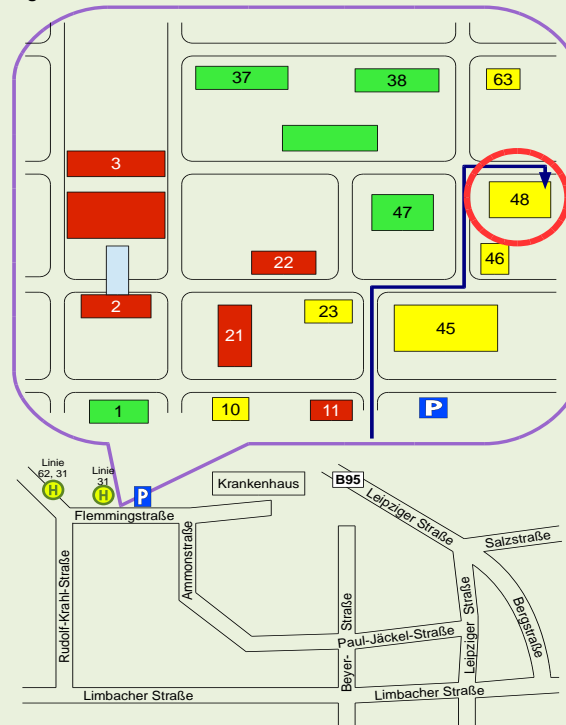 37
38
63
3
48
47
46
22
2
23
21
45
1
10
11
P
Linie
62, 31
H
Linie
31
H
P
Krankenhaus
B95
Flemmingstraße
Leipziger Straße
Salzstraße
Ammonstraße
Rudolf-Krahl-Straße
Beyer- Straße
Paul-Jäckel-Straße
Leipziger Straße
Bergstraße
Limbacher Straße
Limbacher Straße